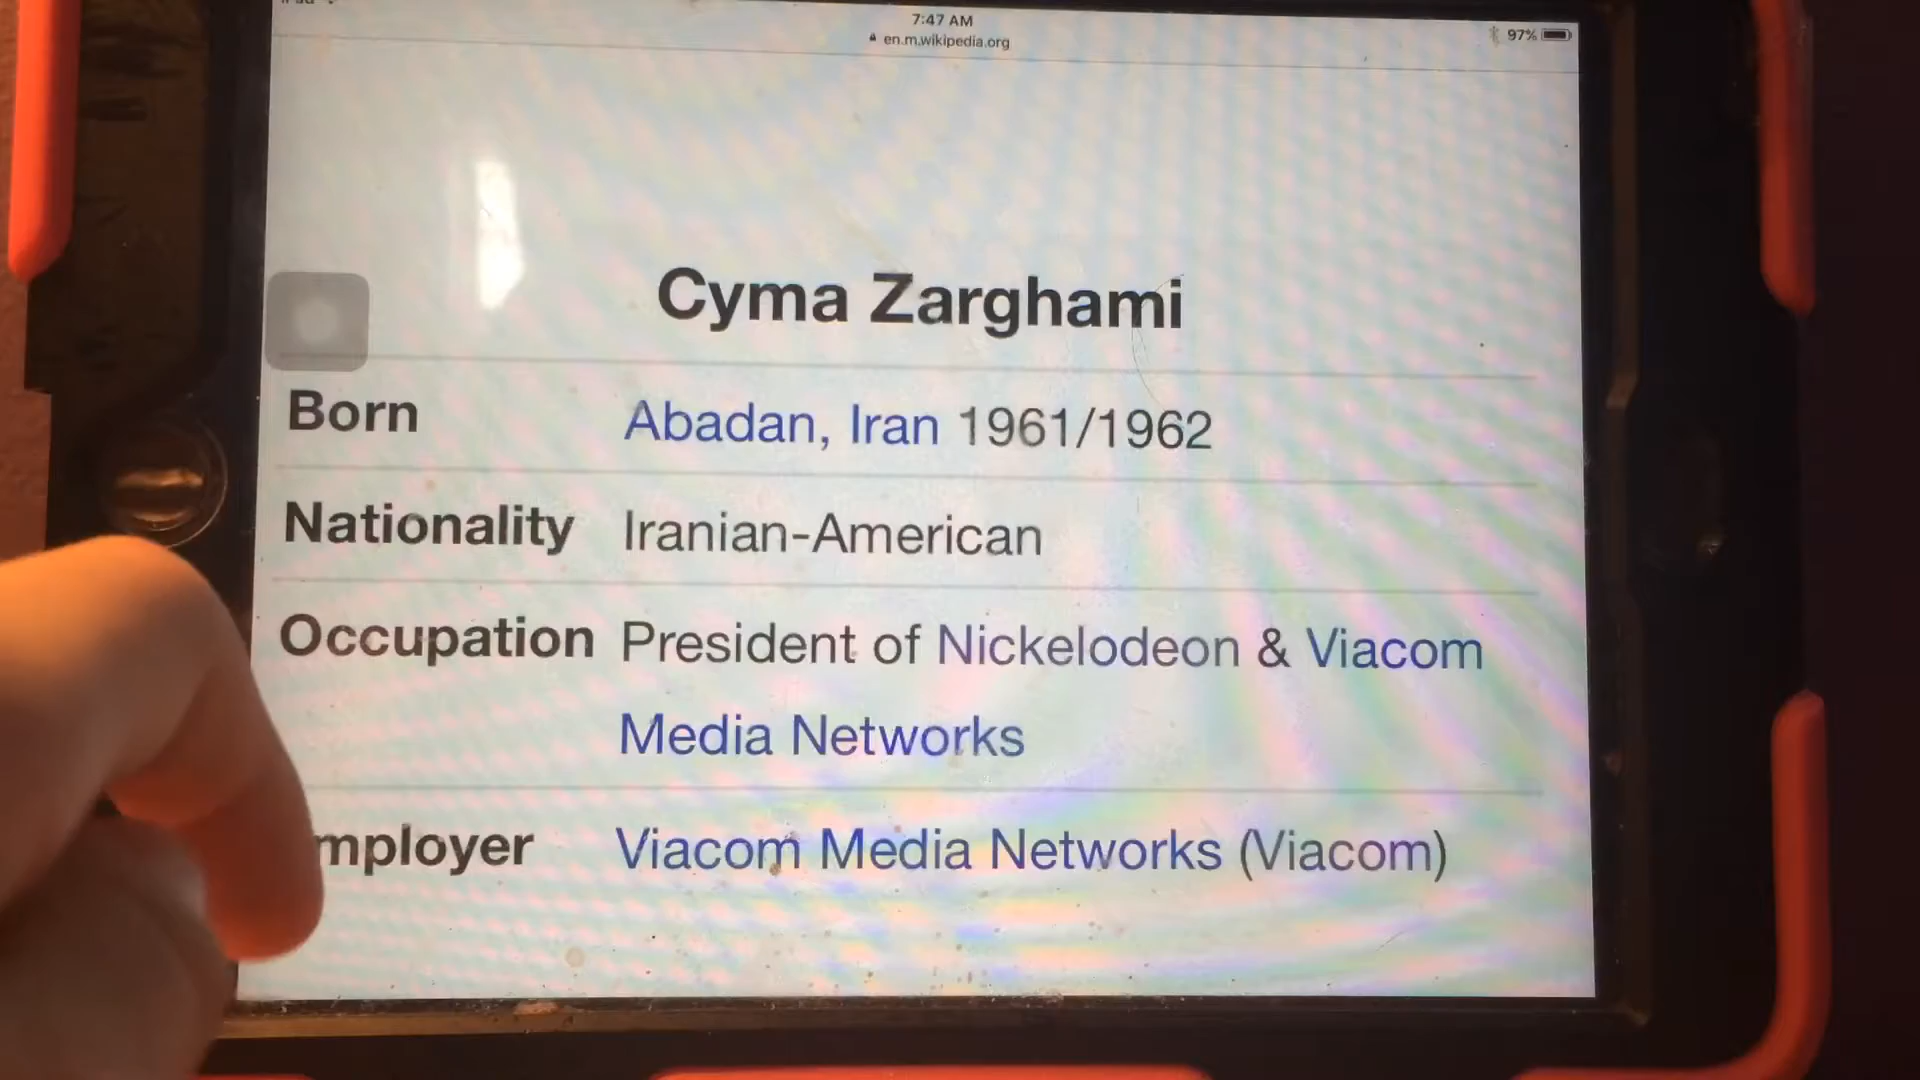 7:47 AM
en.m.wikipedia.org
97%
Cyma Zarghami
Born Abadan, Iran 1961/1962
Nationality Iranian-American
Occupation President of Nickelodeon & Viacom
Media Networks
mployer Viacom Media Networks (Viacom)